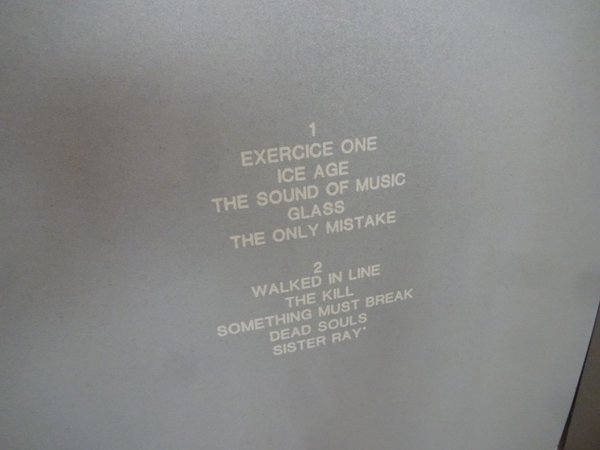 1
EXERCICE ONE
ICE AGE
THE SOUND OF MUSIC
GLASS
THE ONLY MISTAKE
2
WALKED IN LINE
THE KILL
SOMETHING MUST BREAK
DEAD SOULS
SISTER RAY*